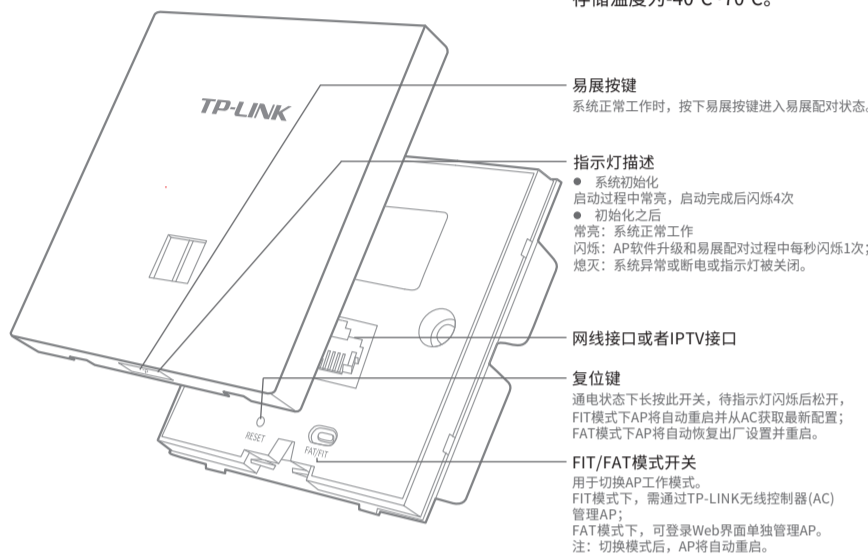 存储温度为-40℃~70℃。
TP-LINK
易展按键
系统正常工作时，按下易展按键进入易展配对状态。
指示灯描述
● 系统初始化
启动过程中常亮，启动完成后闪烁4次
● 初始化之后
常亮：系统正常工作
闪烁：AP软件升级和易展配对过程中每秒闪烁1次；
熄灭：系统异常或断电或指示灯被关闭。
网线接口或者IPTV接口
复位键
通电状态下长按此开关，待指示灯闪烁后松开，
FIT模式下AP将自动重启并从AC获取最新配置；
FAT模式下AP将自动恢复出厂设置并重启。
RESET
FAT/FIT
FIT/FAT模式开关
用于切换AP工作模式。
FIT模式下，需通过TP-LINK无线控制器(AC)
管理AP；
FAT模式下，可登录Web界面单独管理AP。
注：切换模式后，AP将自动重启。